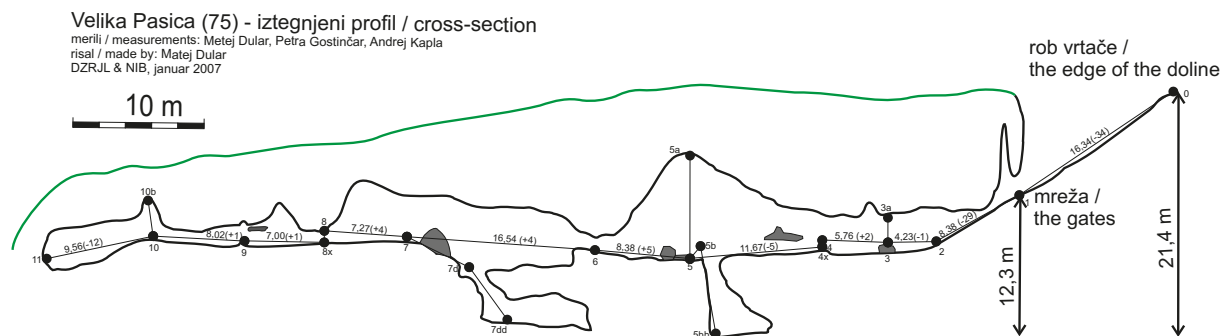 Velika Pasica (75) - iztegnjeni profil / cross-section
merili / measurements: Metej Dular, Petra Gostinčar, Andrej Kapla
risal / made by: Matej Dular
DZRJL & NIB, januar 2007
10 m
rob vrtače /
the edge of the doline
0
16,34(-34)
mreža /
the gates
1
21,4 m
12,3 m
8,38 (-29)
2
4,23(-1)
3a
3
5,76 (+2)
4
4x
11,67(-5)
5a
5b
5
5bb
8,38 (+5)
6
16,54 (+4)
7
7d
7dd
7,27(+4)
8
8x
7,00(+1)
9
8,02(+1)
10b
10
9,56(-12)
11